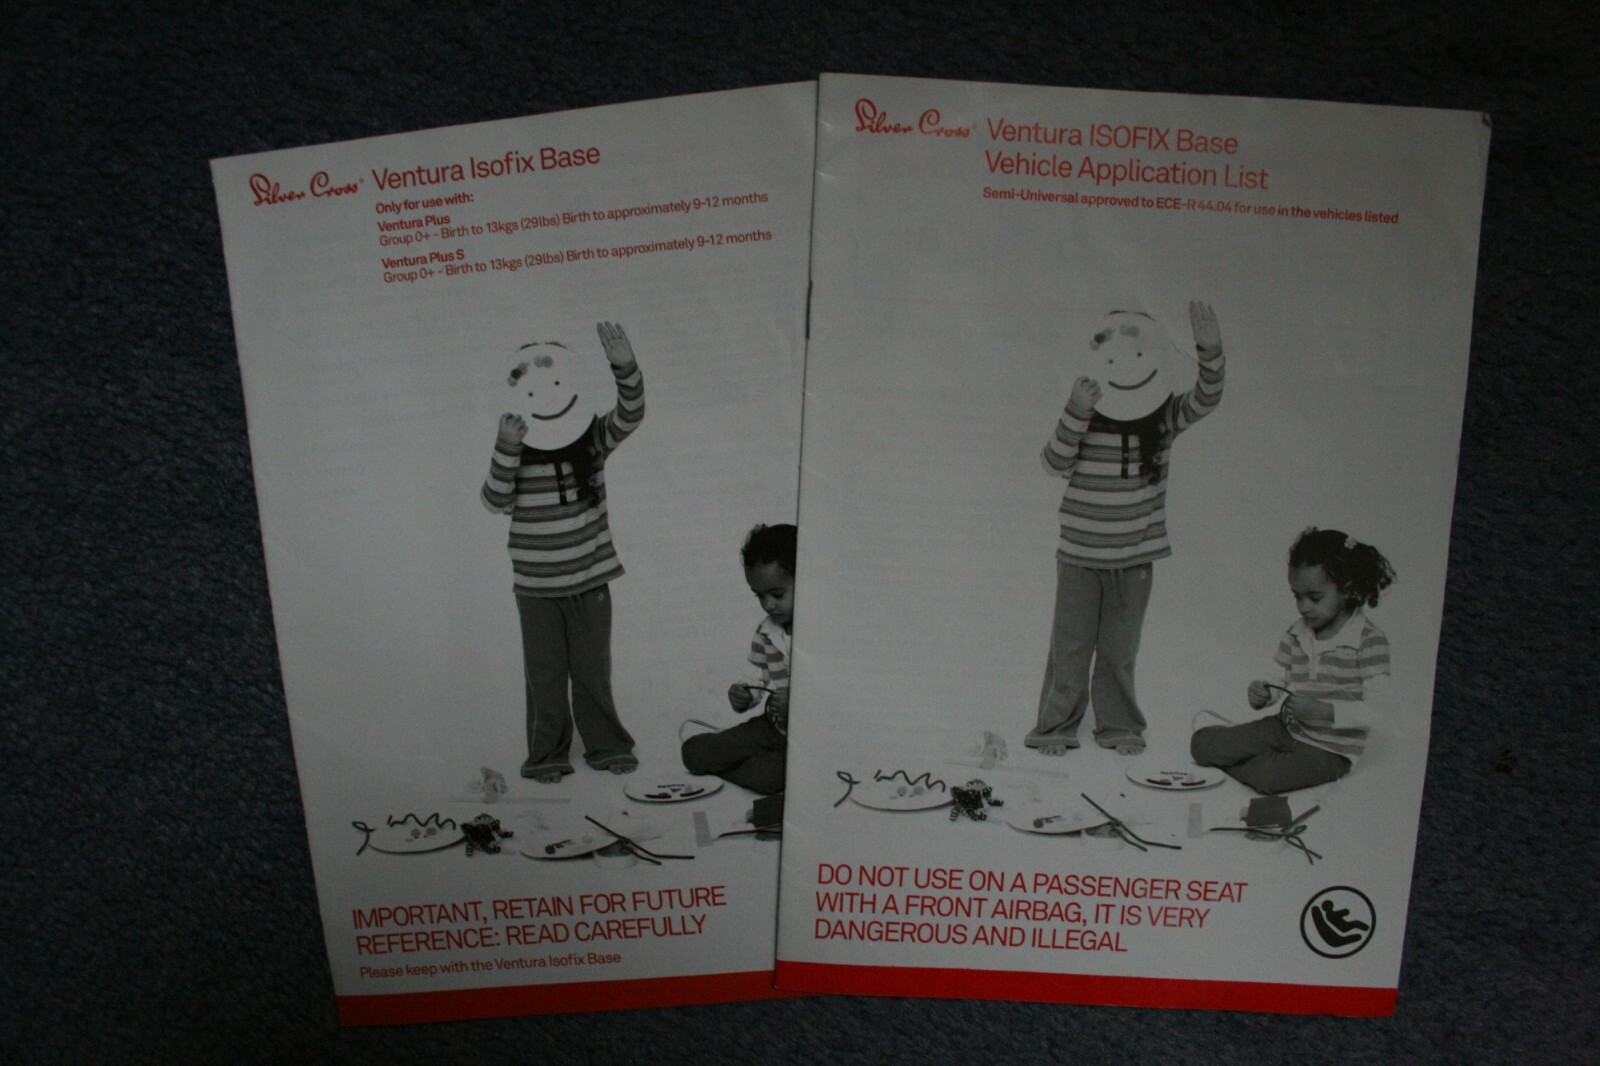 Silver Cross® Ventura Isofix Base
Only for use with:
Ventura Plus
Group 0+ - Birth to 13kgs (29lbs) Birth to approximately 9-12 months
Ventura Plus S
Group 0+ - Birth to 13kgs (29lbs) Birth to approximately 9-12 months
IMPORTANT, RETAIN FOR FUTURE
REFERENCE: READ CAREFULLY
Please keep with the Ventura Isofix Base
Silver Cross® Ventura ISOFIX Base
Vehicle Application List
Semi-Universal approved to ECE-R 44.04 for use in the vehicles listed
DO NOT USE ON A PASSENGER SEAT
WITH A FRONT AIRBAG, IT IS VERY
DANGEROUS AND ILLEGAL